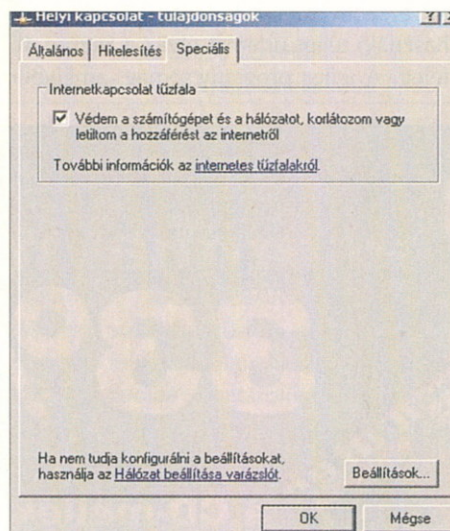 Helyi kapcsolat - tulajdonságok
Általános
Hitelesítés
Speciális
Internetkapcsolat tűzfala
Védem a számítógépet és a hálózatot, korlátozom vagy
letiltom a hozzáférést az internetről
További információk az internetes tűzfalakról.
Ha nem tudja konfigurálni a beállításokat,
használja az Hálózat beállítása varázslót.
Beállítások...
OK
Mégse